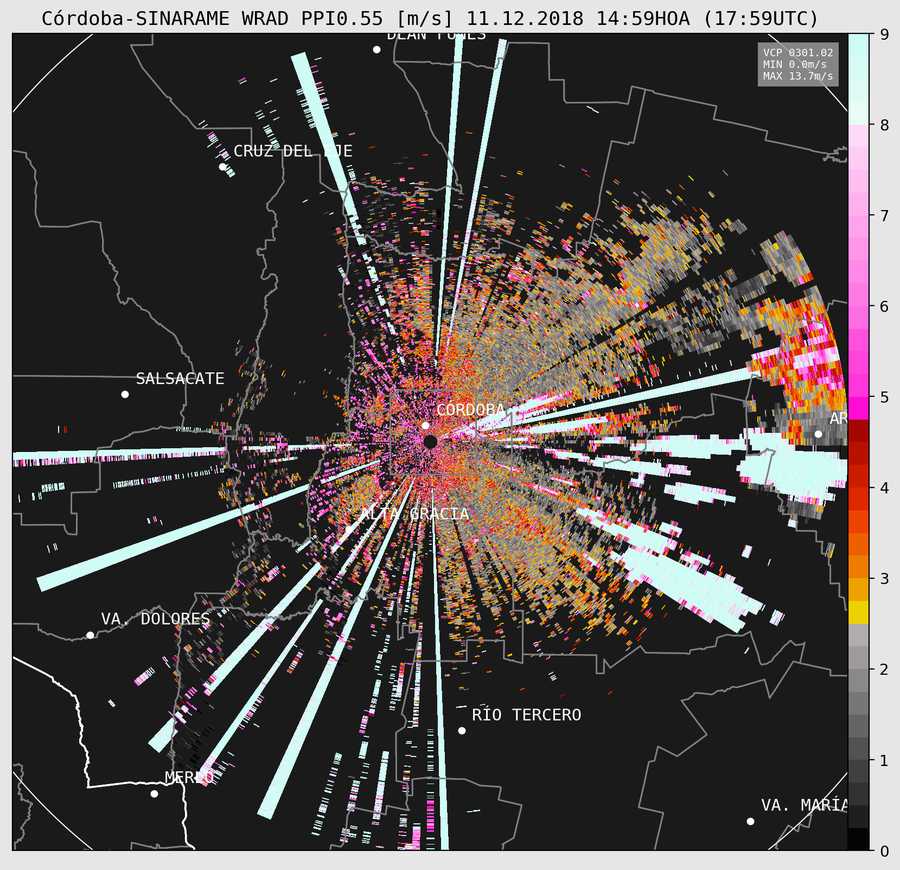 Córdoba-SINARAME WRAD PPI0.55 [m/s] 11.12.2018 14:59HOA (17:59UTC)
DEAN FUNES
VCP 0301.02
MIN 0.0m/s
MAX 13.7m/s
CRUZ DEL EJE
SALSACATE
CORDOBA
AR
ALTA GRACIA
VA. DOLORES
RÍO TERCERO
MERLO
VA. MARÍA
9
8
7
6
5
4
3
2
1
0